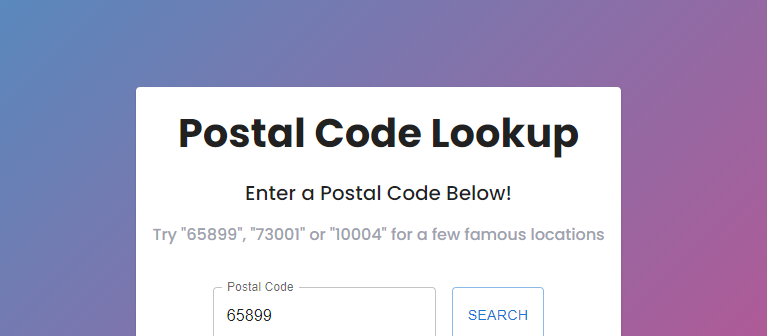 Postal Code Lookup
Enter a Postal Code Below!
Try "65899", "73001" or "10004" for a few famous locations
Postal Code
65899
SEARCH